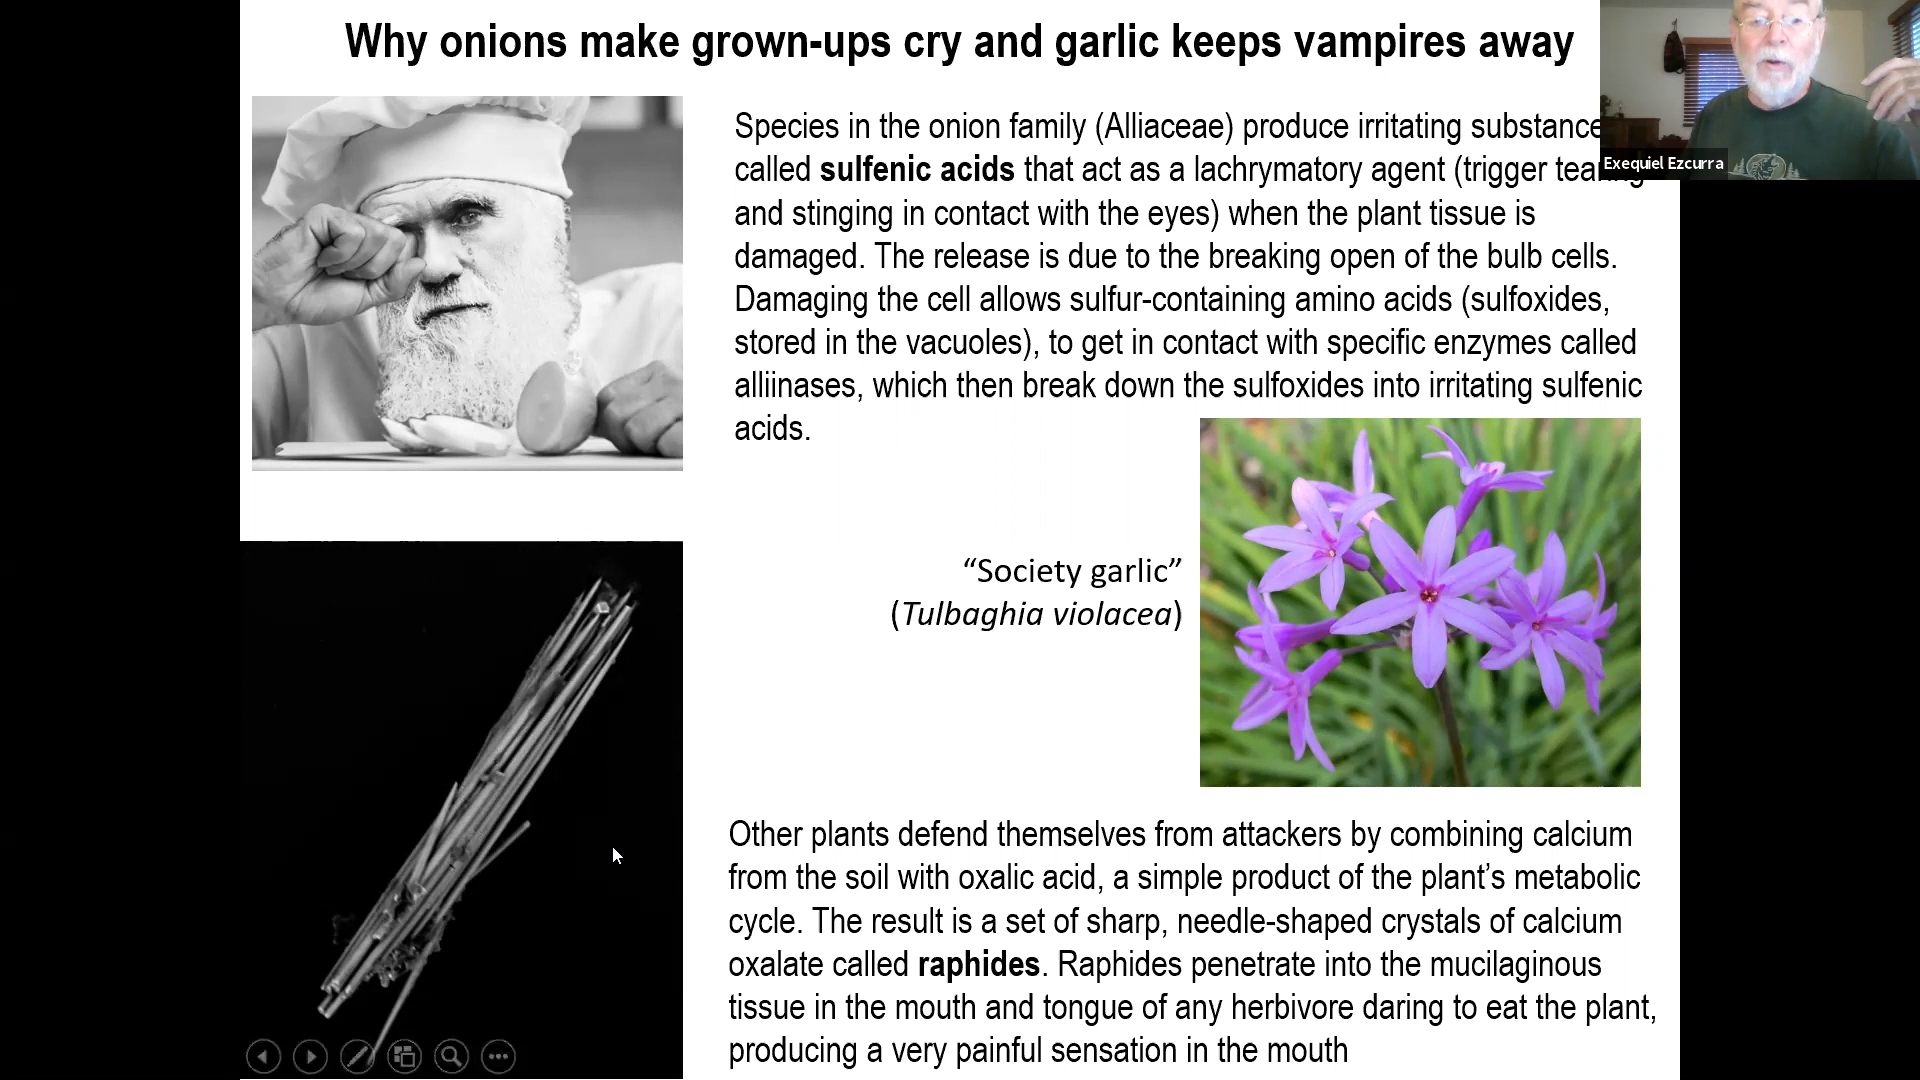 Why onions make grown-ups cry and garlic keeps vampires away
Species in the onion family (Alliaceae) produce irritating substance
called sulfenic acids that act as a lachrymatory agent (trigger
and stinging in contact with the eyes) when the plant tissue is
damaged. The release is due to the breaking open of the bulb cells.
Damaging the cell allows sulfur-containing amino acids (sulfoxides,
stored in the vacuoles), to get in contact with specific enzymes called
alliinases, which then break down the sulfoxides into irritating sulfenic
acids.
Exequiel Ezcurra
“Society garlic”
(Tulbaghia violacea)
Other plants defend themselves from attackers by combining calcium
from the soil with oxalic acid, a simple product of the plant’s metabolic
cycle. The result is a set of sharp, needle-shaped crystals of calcium
oxalate called raphides. Raphides penetrate into the mucilaginous
tissue in the mouth and tongue of any herbivore daring to eat the plant,
producing a very painful sensation in the mouth